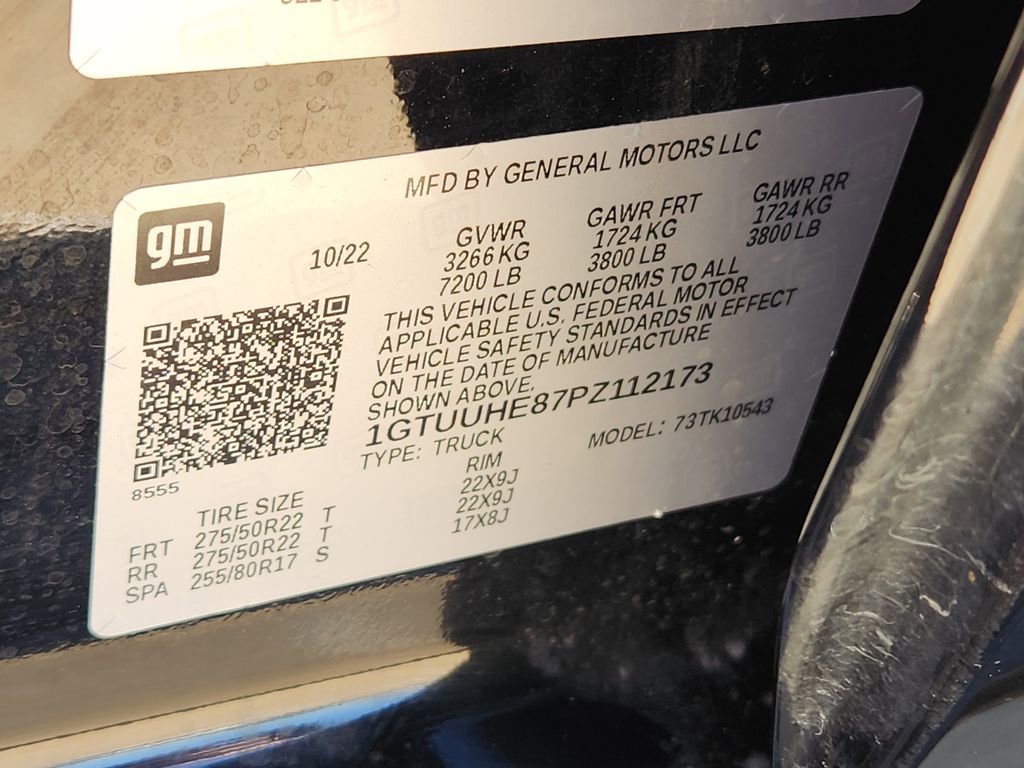 MFD BY GENERAL MOTORS LLC
gm
10/22
GVWR
3266 KG
7200 LB
GAWR FRT
1724 KG
3800 LB
GAWR RR
1724 KG
3800 LB
THIS VEHICLE CONFORMS TO ALL
APPLICABLE U.S. FEDERAL MOTOR
VEHICLE SAFETY STANDARDS IN EFFECT
ON THE DATE OF MANUFACTURE
SHOWN ABOVE.
1GTUUHE87PZ112173
TYPE: TRUCK MODEL: 73TK10543
8555
TIRE SIZE RIM
FRT 275/50R22 T 22X9J
RR 275/50R22 T 22X9J
SPA 255/80R17 S 17X8J